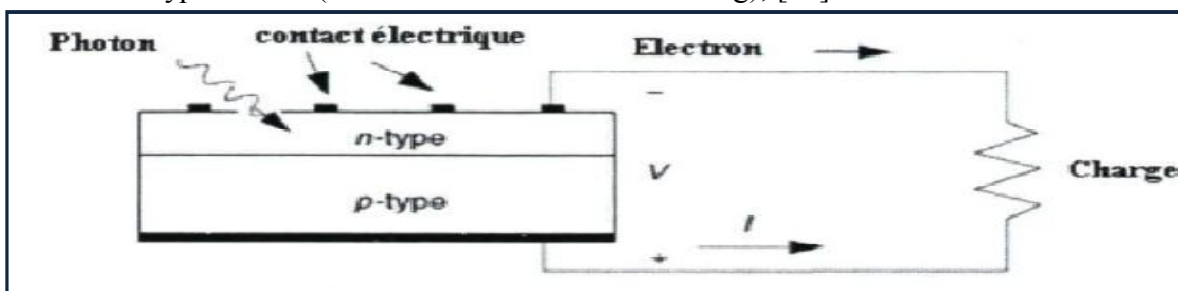 Photon
contact électrique
Electron
−
n-type
V
Charge
p-type
I
+